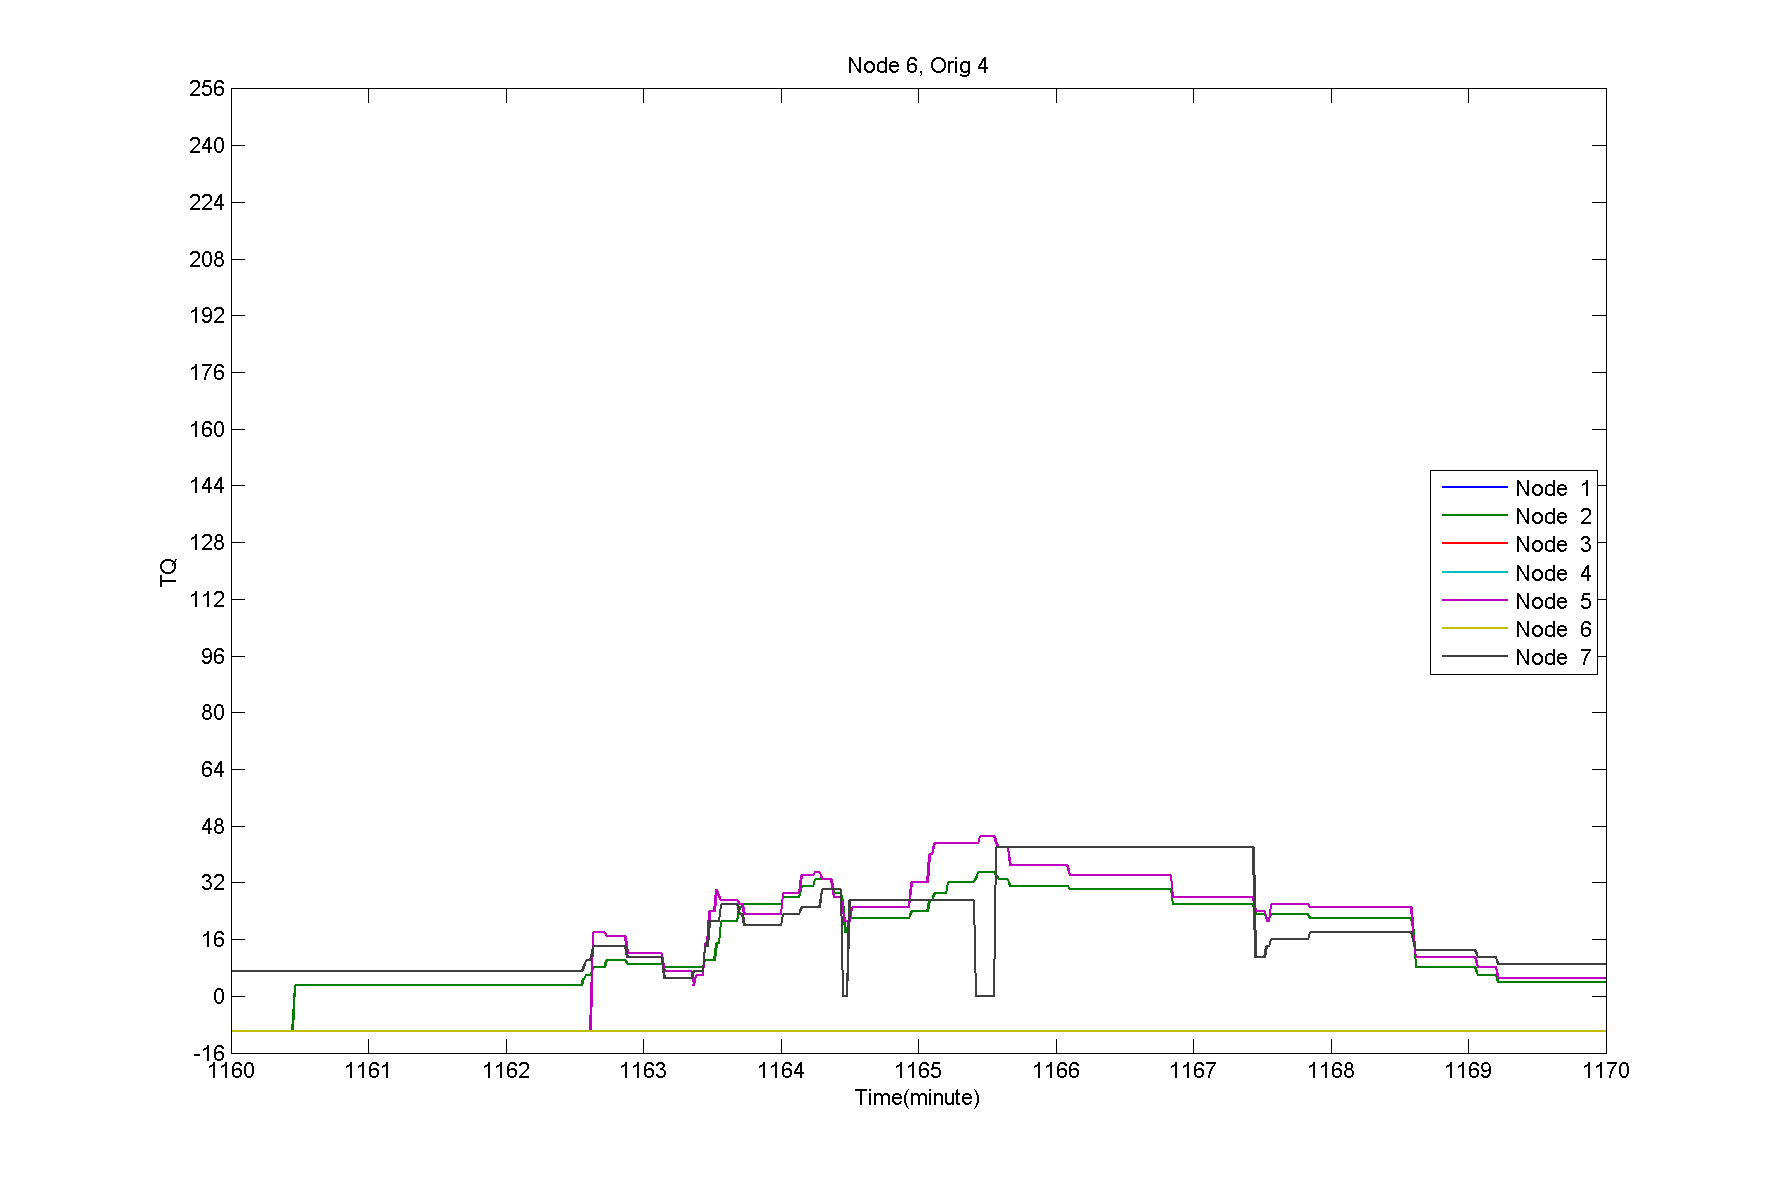 Node 6, Orig 4
256
240
224
208
192
176
160
144
128
112
96
80
64
48
32
16
0
-16
TQ
Node 1
Node 2
Node 3
Node 4
Node 5
Node 6
Node 7
1160 1161 1162 1163 1164 1165 1166 1167 1168 1169 1170
Time(minute)